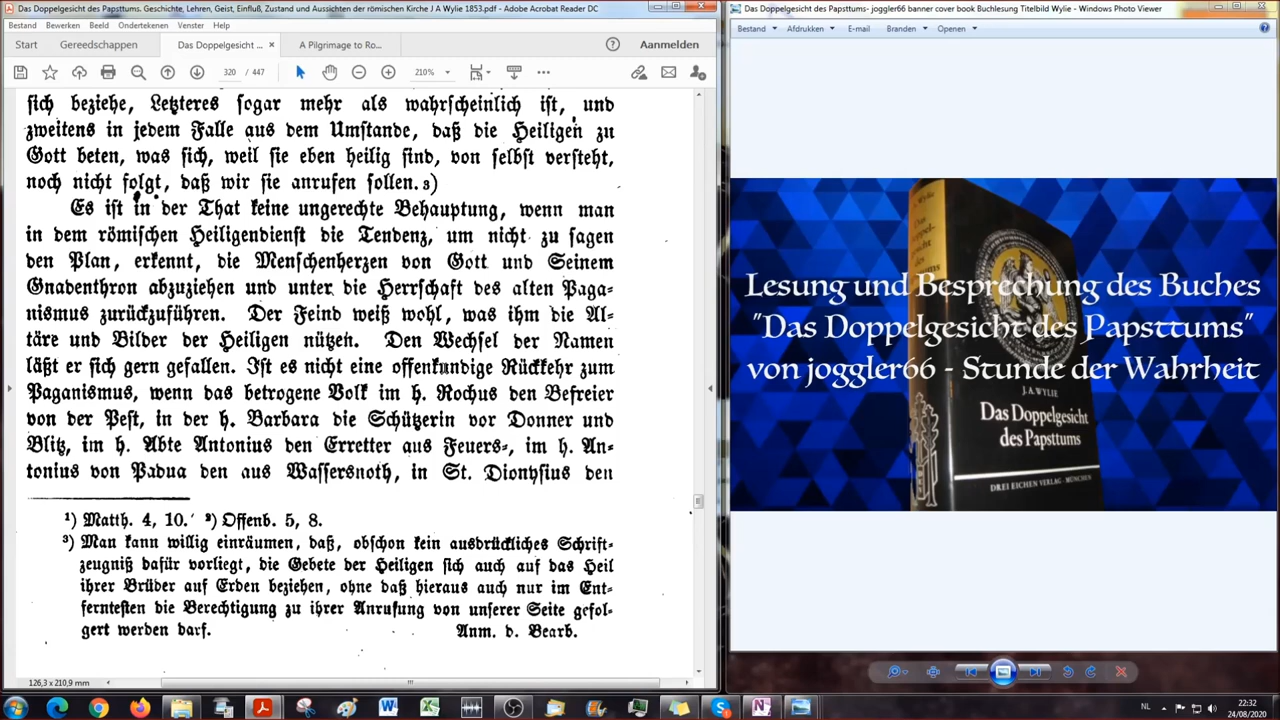 Das Doppelgesicht des Papsttums. Geschichte, Lehren, Geist, Einfluß, Zustand und Aussichten der römischen Kirche J A Wylie 1853.pdf - Adobe Acrobat Reader DC
Bestand Bewerken Beeld Ondertekenen Venster Help
Start Gereedschappen Das Doppelgesicht ... × A Pilgrimage to Ro... Anmelden
320 / 447 210%
sich beziehe, Letzteres sogar mehr als wahrscheinlich ist, und
zweitens in jedem Falle aus dem Umstande, daß die Heiligen zu
Gott beten, was sich, weil sie eben heilig sind, von selbst versteht,
noch nicht folgt, daß wir sie anrufen sollen.3)
Es ist in der That keine ungerechte Behauptung, wenn man
in dem römischen Heiligendienst die Tendenz, um nicht zu sagen
den Plan, erkennt, die Menschenherzen von Gott und Seinem
Gnadenthron abzuziehen und unter die Herrschaft des alten Paga-
nismus zurückzuführen. Der Feind weiß wohl, was ihm die Al-
täre und Bilder der Heiligen nützen. Den Wechsel der Namen
läßt er sich gern gefallen. Ist es nicht eine offenkundige Rückkehr zum
Paganismus, wenn das betrogene Volk im h. Rochus den Befreier
von der Pest, in der h. Barbara die Schützerin vor Donner und
Blitz, im h. Abte Antonius den Erretter aus Feuers-, im h. An-
tonius von Padua den aus Wassersnoth, in St. Dionysius den
1) Matth. 4, 10. 2) Offenb. 5, 8.
3) Man kann willig einräumen, daß, obschon kein ausdrückliches Schrift-
zeugniß dafür vorliegt, die Gebete der Heiligen sich auch auf das Heil
ihrer Brüder auf Erden beziehen, ohne daß hieraus auch nur im Ent-
ferntesten die Berechtigung zu ihrer Anrufung von unserer Seite gefol-
gert werden darf. Anm. d. Bearb.
126,3 x 210,9 mm
Das Doppelgesicht des Papsttums- joggler66 banner cover book Buchlesung Titelbild Wylie - Windows Photo Viewer
Bestand Afdrukken E-mail Branden Openen
Lesung und Besprechung des Buches
"Das Doppelgesicht des Papsttums"
von joggler66 - Stunde der Wahrheit
J.A.WYLIE
Das Doppelgesicht
des Papsttums
DREI EICHEN VERLAG · MÜNCHEN
NL 22:32
24/08/2020